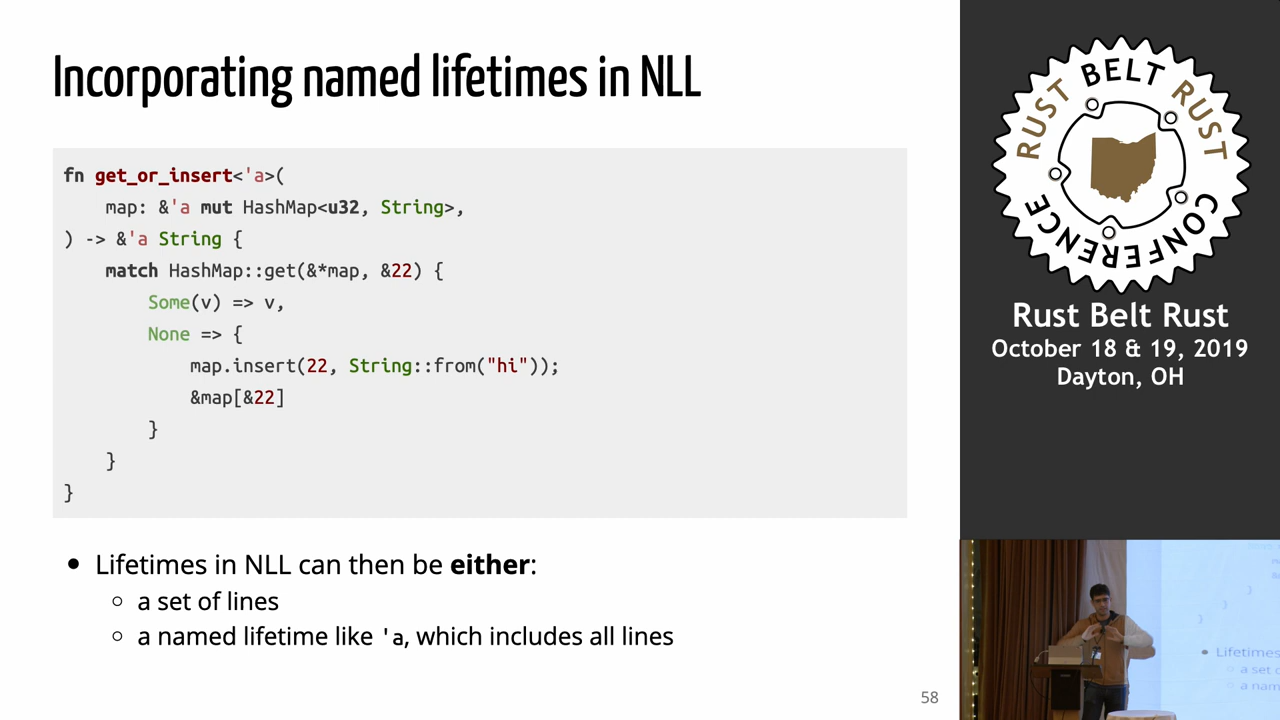 Incorporating named lifetimes in NLL
fn get_or_insert<'a>(
    map: &'a mut HashMap<u32, String>,
) -> &'a String {
    match HashMap::get(&*map, &22) {
        Some(v) => v,
        None => {
            map.insert(22, String::from("hi"));
            &map[&22]
        }
    }
}
• Lifetimes in NLL can then be either:
○ a set of lines
○ a named lifetime like 'a, which includes all lines
58
RUST BELT RUST
CONFERENCE
Rust Belt Rust
October 18 & 19, 2019
Dayton, OH
• Lifetimes
○ a set
○ a nam